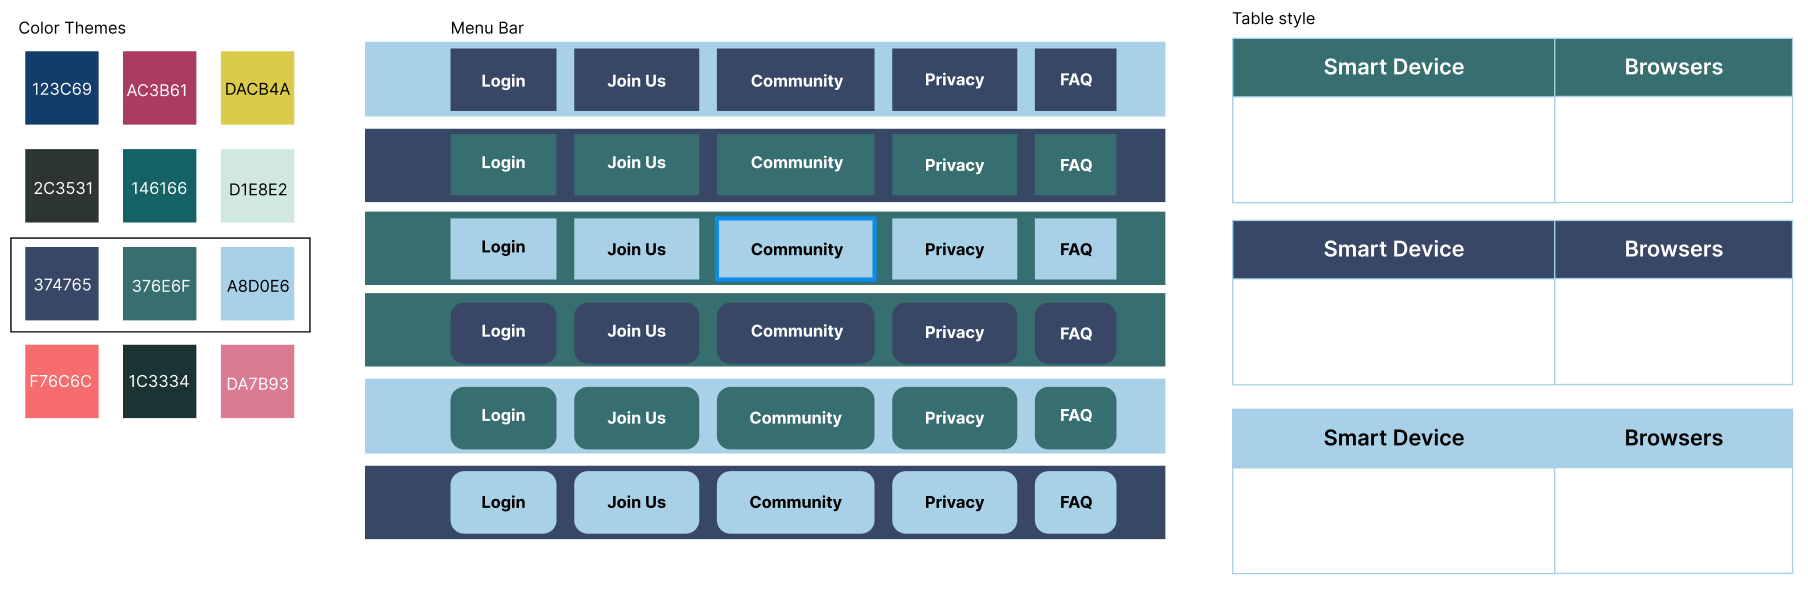 Color Themes
123C69 AC3B61 DACB4A
2C3531 146166 D1E8E2
374765 376E6F A8D0E6
F76C6C 1C3334 DA7B93
Menu Bar
Login Join Us Community Privacy FAQ
Login Join Us Community Privacy FAQ
Login Join Us Community Privacy FAQ
Login Join Us Community Privacy FAQ
Login Join Us Community Privacy FAQ
Login Join Us Community Privacy FAQ
Table style
Smart Device Browsers
Smart Device Browsers
Smart Device Browsers